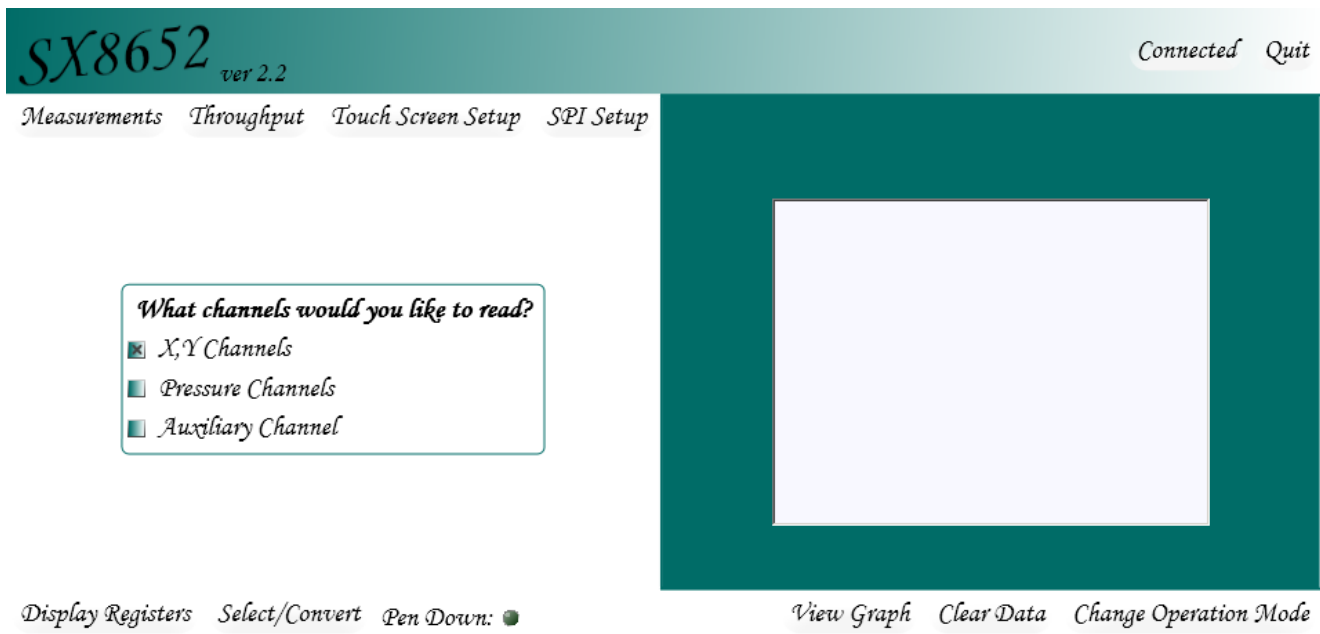 SX8652 ver 2.2
Connected Quit
Measurements Throughput Touch Screen Setup SPI Setup
What channels would you like to read?
X,Y Channels
Pressure Channels
Auxiliary Channel
Display Registers Select/Convert Pen Down:
View Graph Clear Data Change Operation Mode